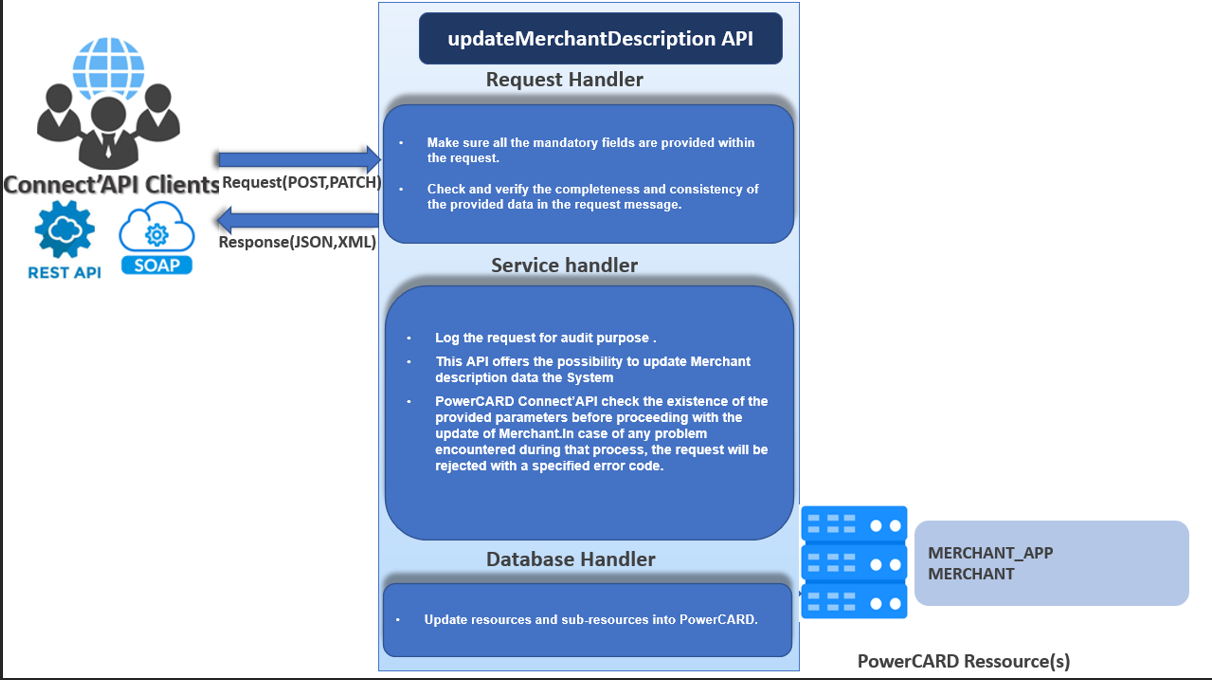 updateMerchantDescription API
Request Handler
• Make sure all the mandatory fields are provided within
the request.
• Check and verify the completeness and consistency of
the provided data in the request message.
Connect'API Clients
Request(POST,PATCH)
Response(JSON,XML)
REST API
SOAP
Service handler
• Log the request for audit purpose .
• This API offers the possibility to update Merchant
description data the System
• PowerCARD Connect'API check the existence of the
provided parameters before proceeding with the
update of Merchant.In case of any problem
encountered during that process, the request will be
rejected with a specified error code.
Database Handler
• Update resources and sub-resources into PowerCARD.
MERCHANT_APP
MERCHANT
PowerCARD Ressource(s)